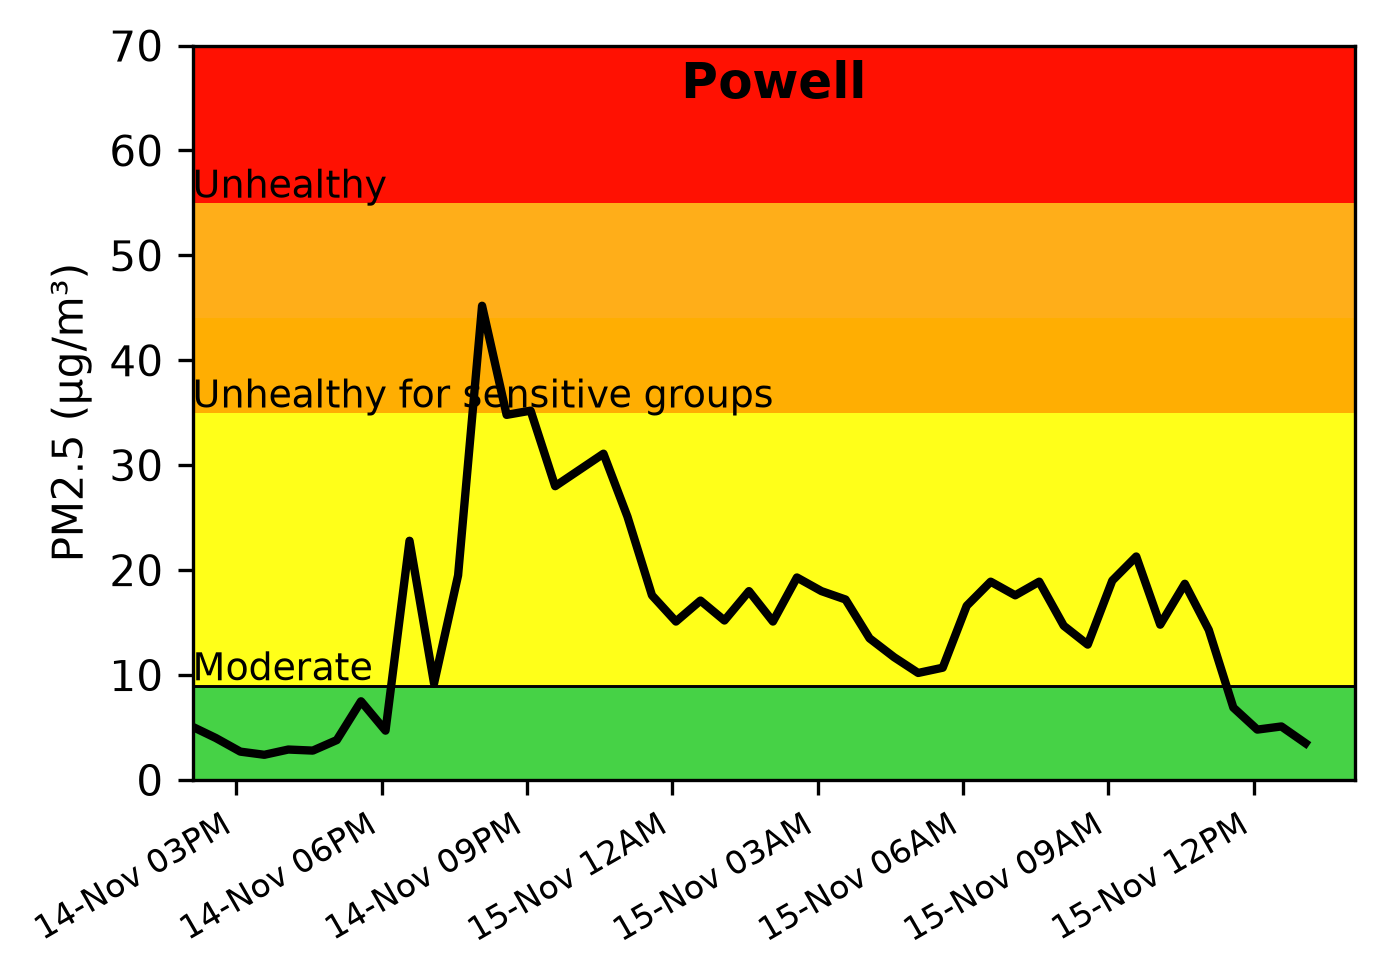 Powell
70
60
50
40
30
20
10
0
PM2.5 (µg/m³)
Unhealthy
Unhealthy for sensitive groups
Moderate
14-Nov 03PM
14-Nov 06PM
14-Nov 09PM
15-Nov 12AM
15-Nov 03AM
15-Nov 06AM
15-Nov 09AM
15-Nov 12PM